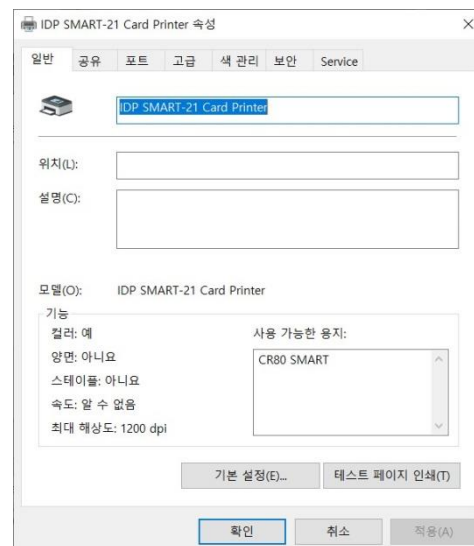 IDP SMART-21 Card Printer 속성
일반 공유 포트 고급 색 관리 보안 Service
IDP SMART-21 Card Printer
위치(L):
설명(C):
모델(O): IDP SMART-21 Card Printer
기능
컬러: 예
양면: 아니요
스테이플: 아니요
속도: 알 수 없음
최대 해상도: 1200 dpi
사용 가능한 용지:
CR80 SMART
기본 설정(E)... 테스트 페이지 인쇄(T)
확인 취소 적용(A)